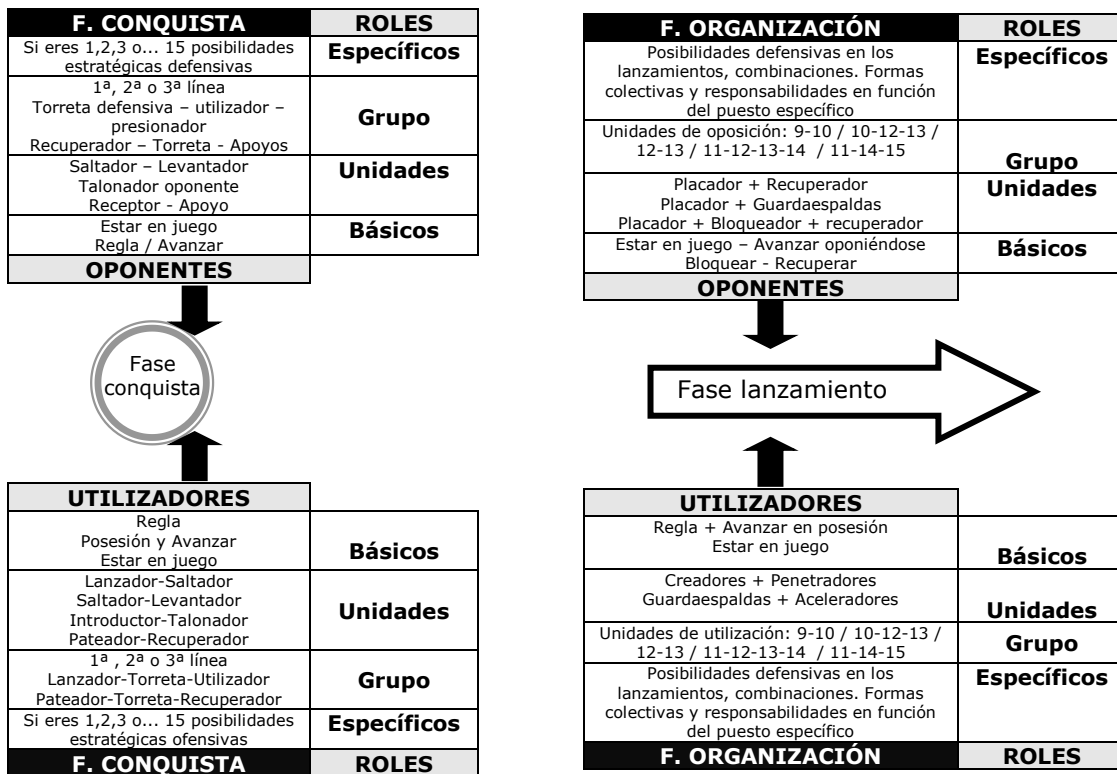 F. CONQUISTA ROLES
Si eres 1,2,3 o... 15 posibilidades
estratégicas defensivas
Específicos
1ª, 2ª o 3ª línea
Torreta defensiva – utilizador –
presionador
Recuperador – Torreta - Apoyos
Grupo
Saltador – Levantador
Talonador oponente
Receptor - Apoyo
Unidades
Estar en juego
Regla / Avanzar
Básicos
OPONENTES
Fase
conquista
UTILIZADORES
Regla
Posesión y Avanzar
Estar en juego
Básicos
Lanzador-Saltador
Saltador-Levantador
Introductor-Talonador
Pateador-Recuperador
Unidades
1ª , 2ª o 3ª línea
Lanzador-Torreta-Utilizador
Pateador-Torreta-Recuperador
Grupo
Si eres 1,2,3 o... 15 posibilidades
estratégicas ofensivas
Específicos
F. CONQUISTA ROLES
F. ORGANIZACIÓN ROLES
Posibilidades defensivas en los
lanzamientos, combinaciones. Formas
colectivas y responsabilidades en función
del puesto específico
Específicos
Unidades de oposición: 9-10 / 10-12-13 /
12-13 / 11-12-13-14 / 11-14-15
Grupo
Placador + Recuperador
Placador + Guardaespaldas
Placador + Bloqueador + recuperador
Unidades
Estar en juego – Avanzar oponiéndose
Bloquear - Recuperar
Básicos
OPONENTES
Fase lanzamiento
UTILIZADORES
Regla + Avanzar en posesión
Estar en juego
Básicos
Creadores + Penetradores
Guardaespaldas + Aceleradores
Unidades
Unidades de utilización: 9-10 / 10-12-13 /
12-13 / 11-12-13-14 / 11-14-15
Grupo
Posibilidades defensivas en los
lanzamientos, combinaciones. Formas
colectivas y responsabilidades en función
del puesto específico
Específicos
F. ORGANIZACIÓN ROLES